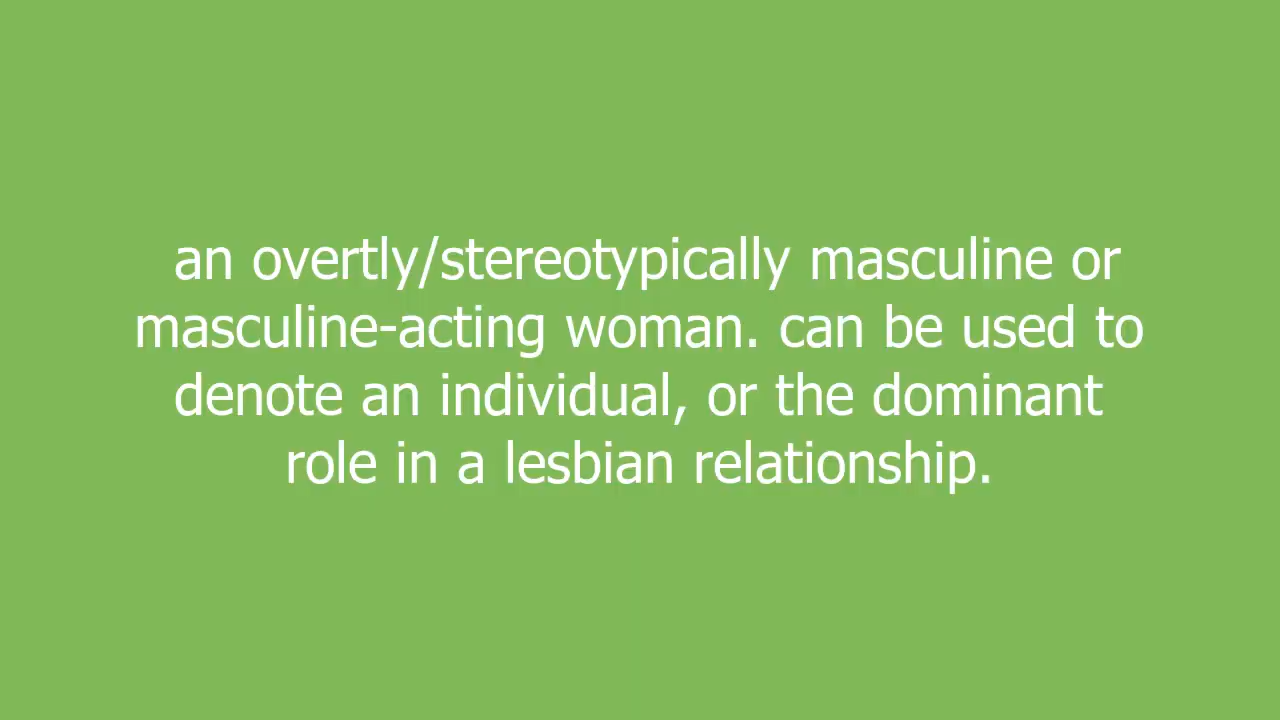 an overtly/stereotypically masculine or
masculine-acting woman. can be used to
denote an individual, or the dominant
role in a lesbian relationship.